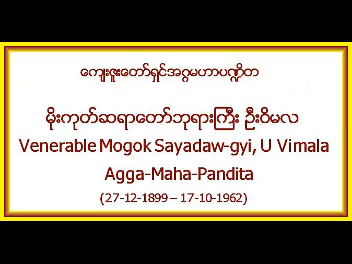 ကျေးဇူးတော်ရှင်အဂ္ဂမဟာပဏ္ဍိတ
မိုးကုတ်ဆရာတော်ဘုရားကြီး ဦးဝိမလ
Venerable Mogok Sayadaw-gyi, U Vimala
Agga-Maha-Pandita
(27-12-1899 – 17-10-1962)